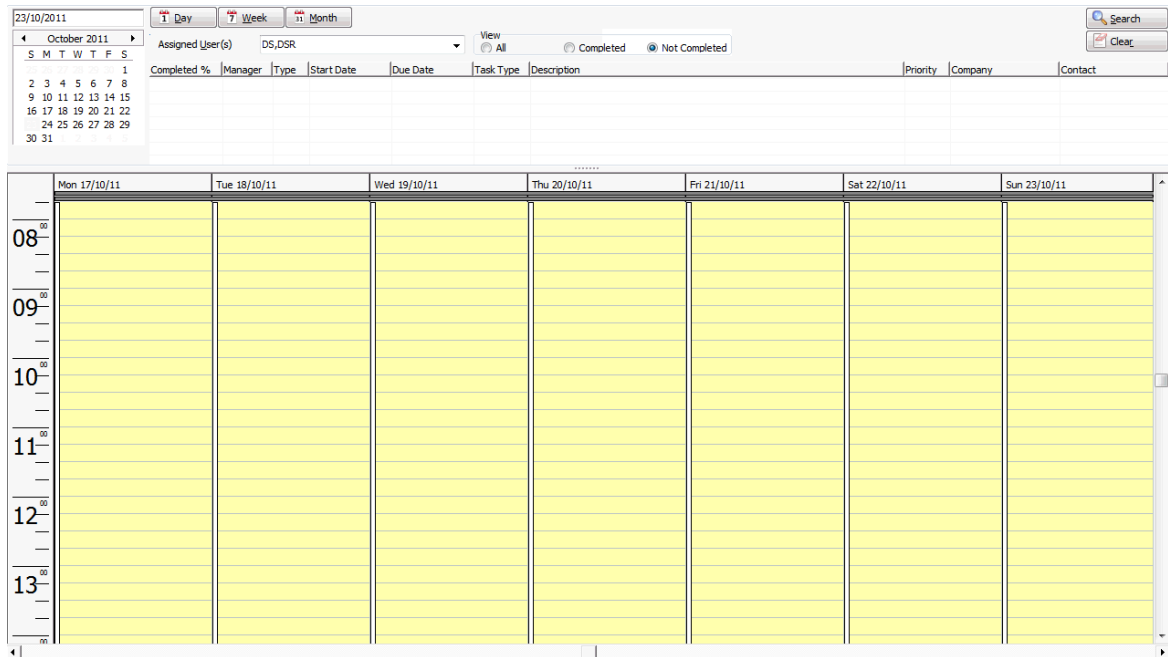 23/10/2011 1 Day 7 Week 31 Month Search
October 2011 Assigned User(s) DS,DSR View All Completed Not Completed Clear
S M T W T F S
Completed % Manager Type Start Date Due Date Task Type Description Priority Company Contact
1
2 3 4 5 6 7 8
9 10 11 12 13 14 15
16 17 18 19 20 21 22
24 25 26 27 28 29
30 31
Mon 17/10/11 Tue 18/10/11 Wed 19/10/11 Thu 20/10/11 Fri 21/10/11 Sat 22/10/11 Sun 23/10/11
08 00
09 00
10 00
11 00
12 00
13 00
00